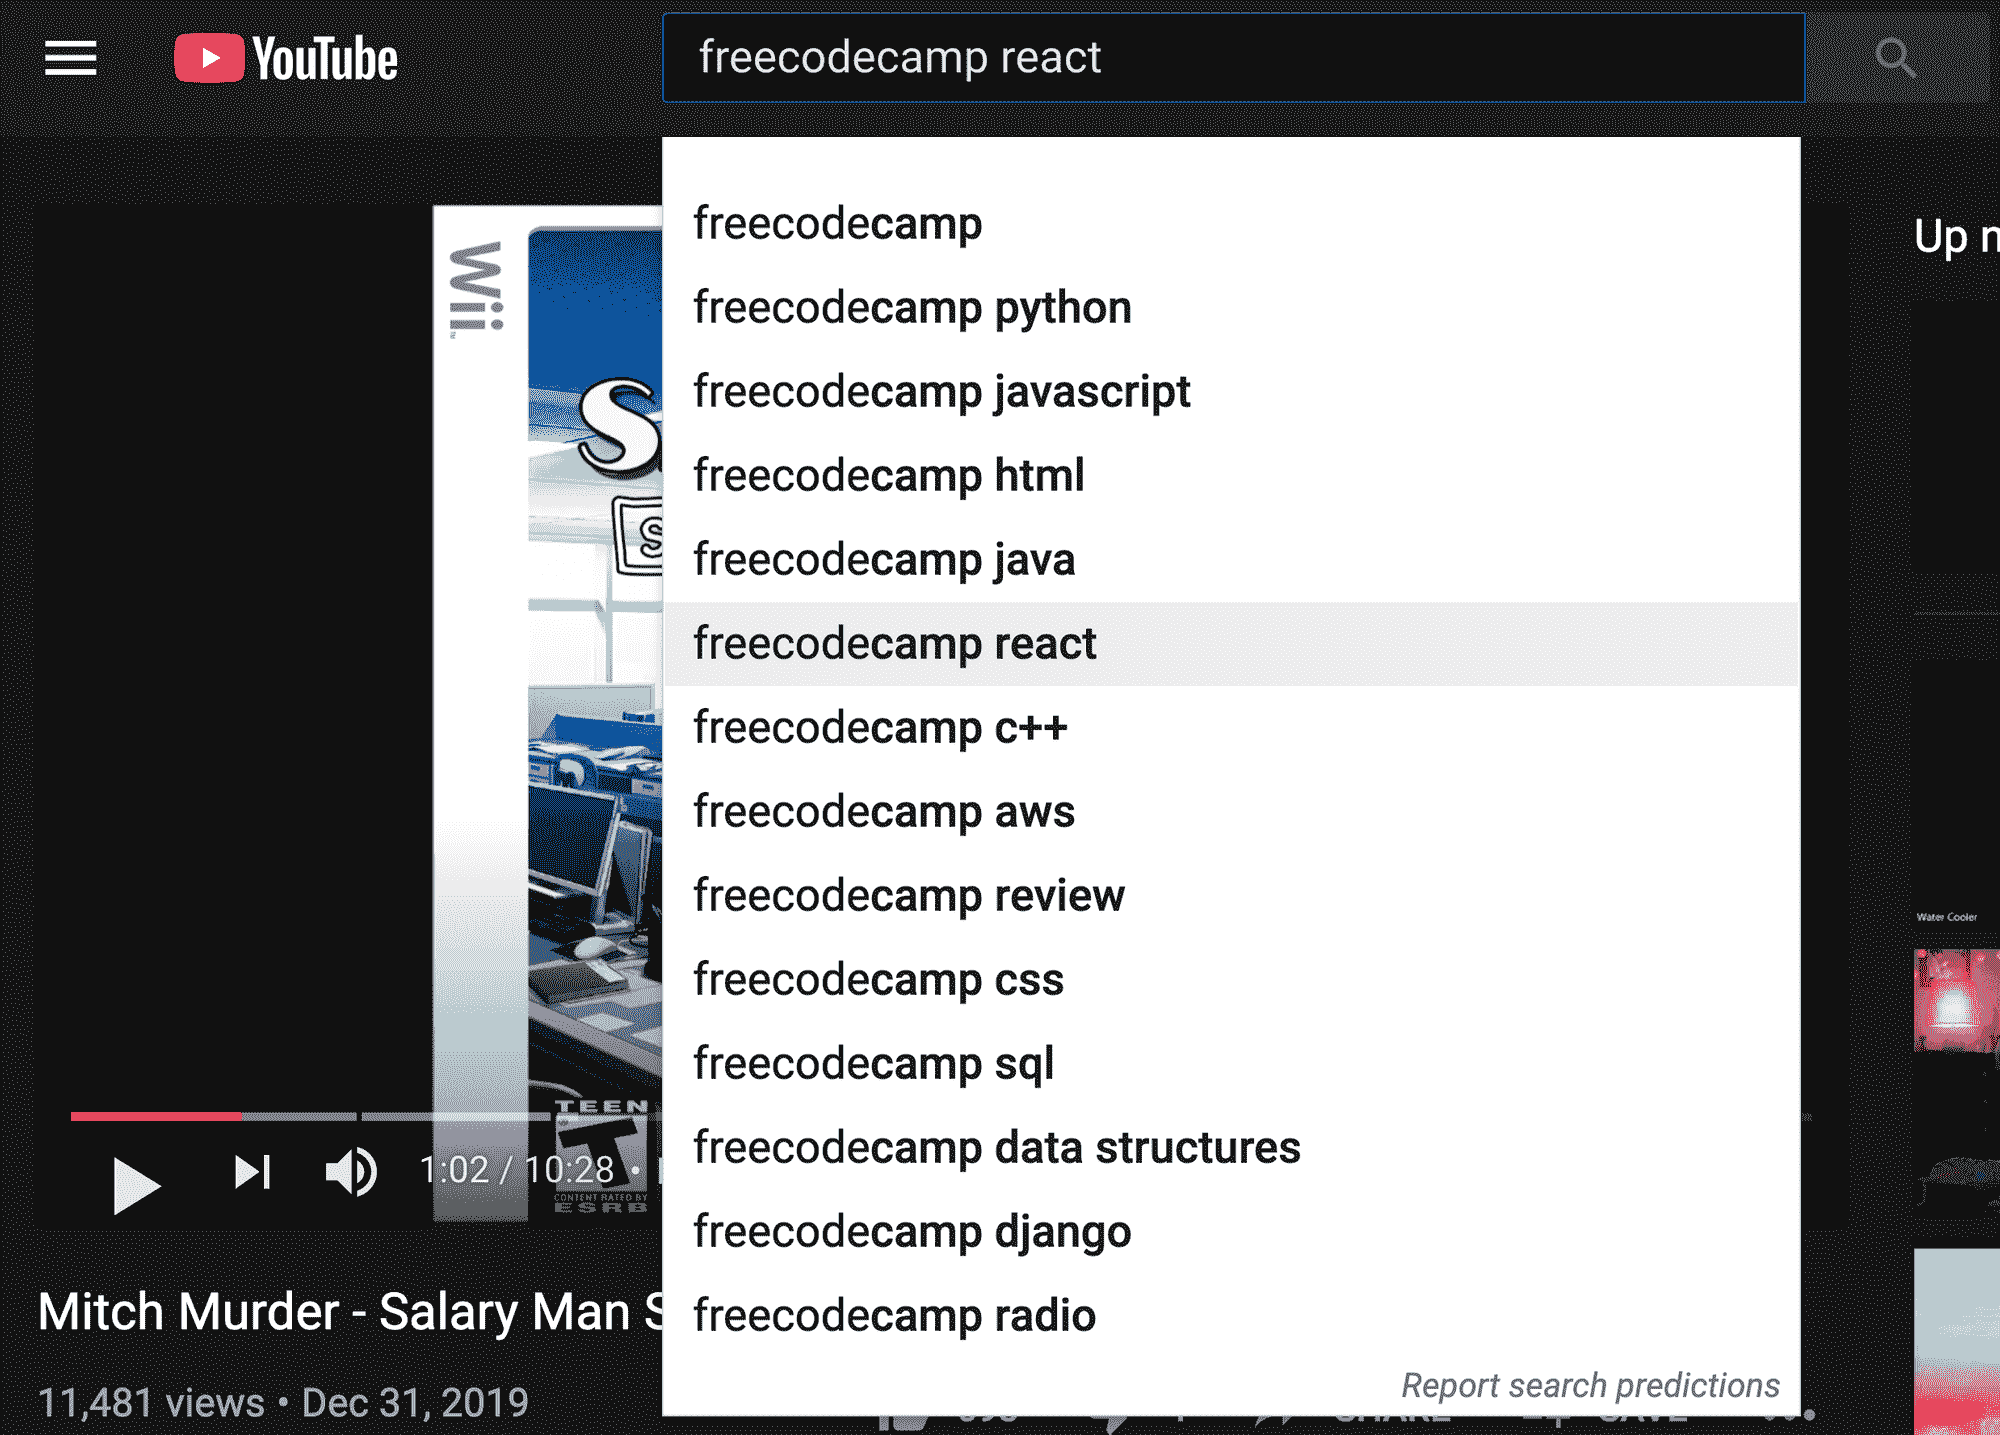 YouTube
freecodecamp react
freecodecamp
freecodecamp python
freecodecamp javascript
freecodecamp html
freecodecamp java
freecodecamp react
freecodecamp c++
freecodecamp aws
freecodecamp review
freecodecamp css
freecodecamp sql
freecodecamp data structures
freecodecamp django
freecodecamp radio
Report search predictions
Wii
TEEN
T
CONTENT RATED BY
ESRB
1:02 / 10:28 •
Mitch Murder - Salary Man S
11,481 views • Dec 31, 2019
SHARE
SAVE
Up
Water Cooler